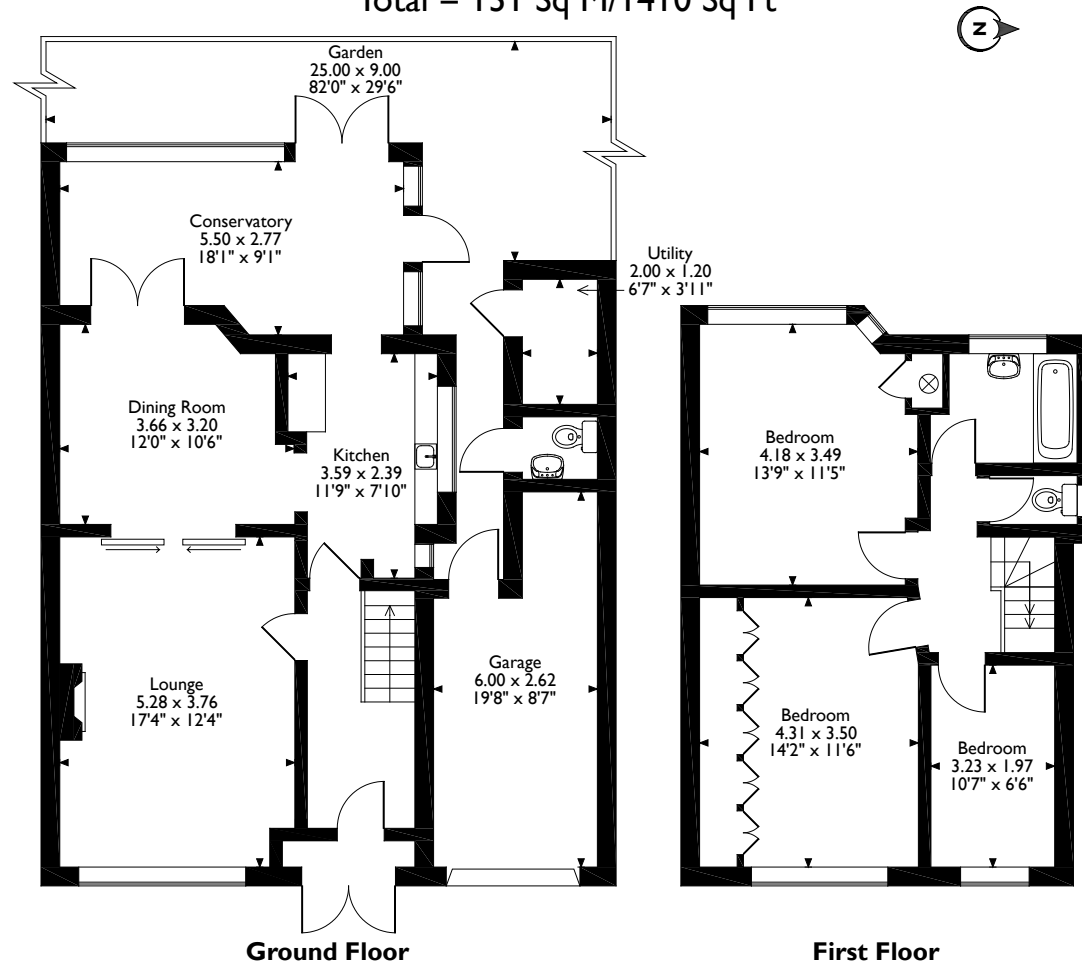 Total = 131 Sq M/1410 Sq Ft
N
Garden
25.00 x 9.00
82'0" x 29'6"
Conservatory
5.50 x 2.77
18'1" x 9'1"
Utility
2.00 x 1.20
6'7" x 3'11"
Dining Room
3.66 x 3.20
12'0" x 10'6"
Kitchen
3.59 x 2.39
11'9" x 7'10"
Bedroom
4.18 x 3.49
13'9" x 11'5"
Lounge
5.28 x 3.76
17'4" x 12'4"
Garage
6.00 x 2.62
19'8" x 8'7"
Bedroom
4.31 x 3.50
14'2" x 11'6"
Bedroom
3.23 x 1.97
10'7" x 6'6"
Ground Floor
First Floor